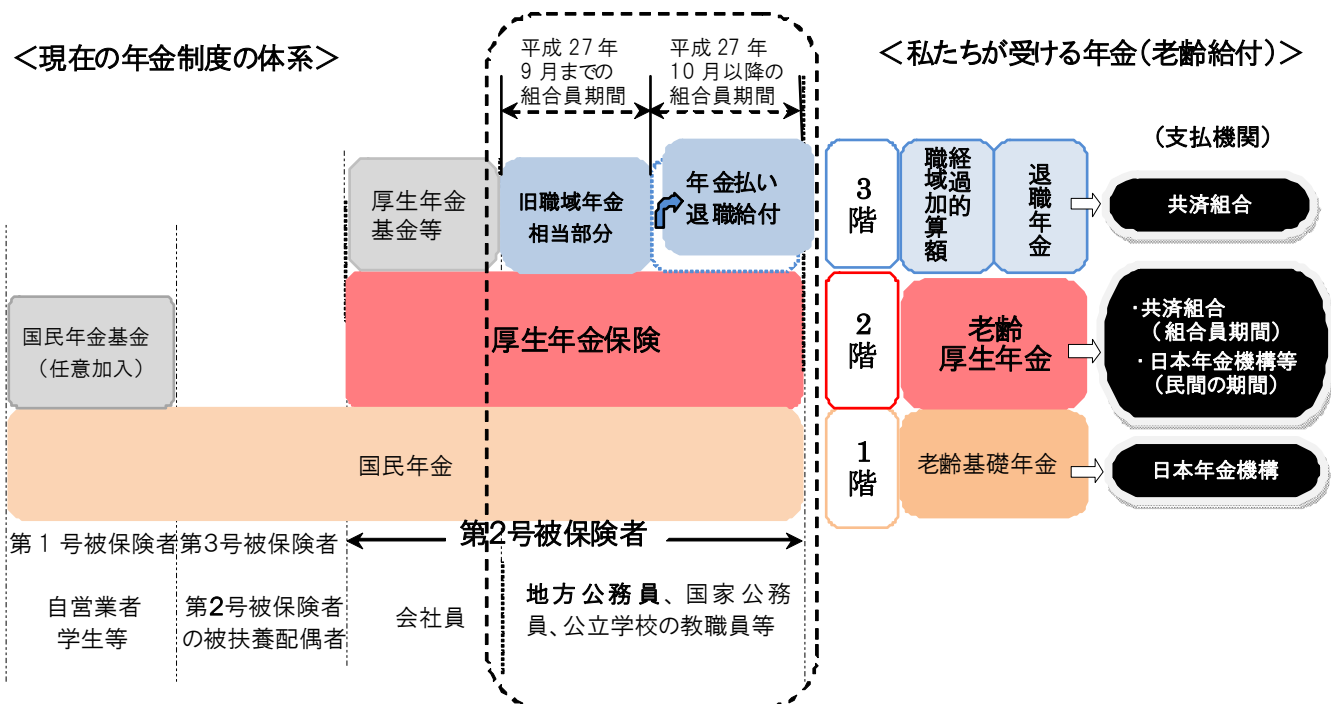 ＜現在の年金制度の体系＞
平成 27 年
9 月までの
組合員期間
平成 27 年
10 月以降の
組合員期間
＜私たちが受ける年金（老齢給付）＞
（支払機関）
厚生年金
基金等
旧職域年金
相当部分
年金払い
退職給付
3
階
経過的
職域加算額
退職年金
共済組合
国民年金基金
（任意加入）
厚生年金保険
2
階
老齢
厚生年金
・共済組合
（組合員期間）
・日本年金機構等
（民間の期間）
国民年金
1
階
老齢基礎年金
日本年金機構
第１号被保険者
第3号被保険者
第2号被保険者
自営業者
学生等
第2号被保険者
の被扶養配偶者
会社員
地方公務員、国家公務
員、公立学校の教職員等